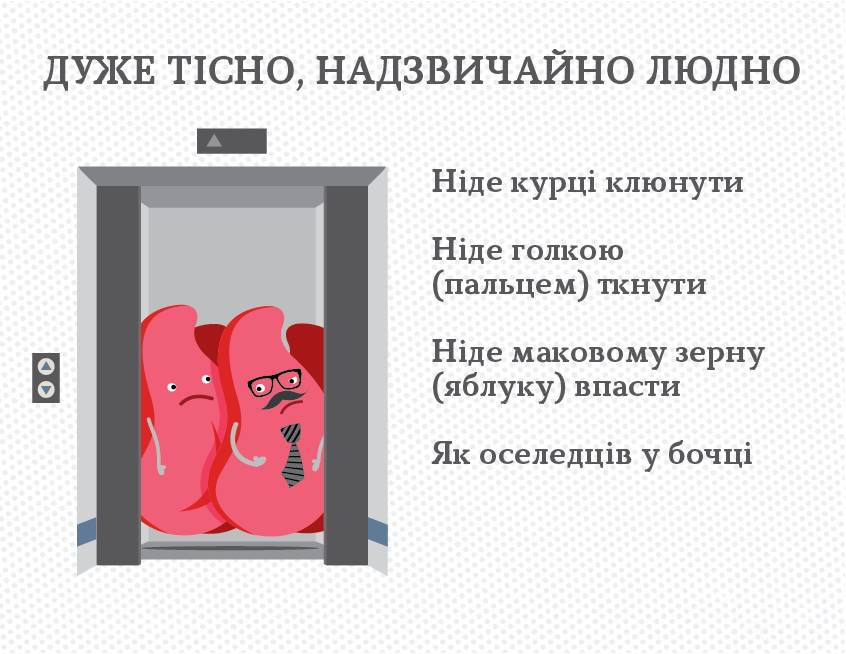 ДУЖЕ ТІСНО, НАДЗВИЧАЙНО ЛЮДНО
Ніде курці клюнути
Ніде голкою
(пальцем) ткнути
Ніде маковому зерну
(яблуку) впасти
Як оселедців у бочці